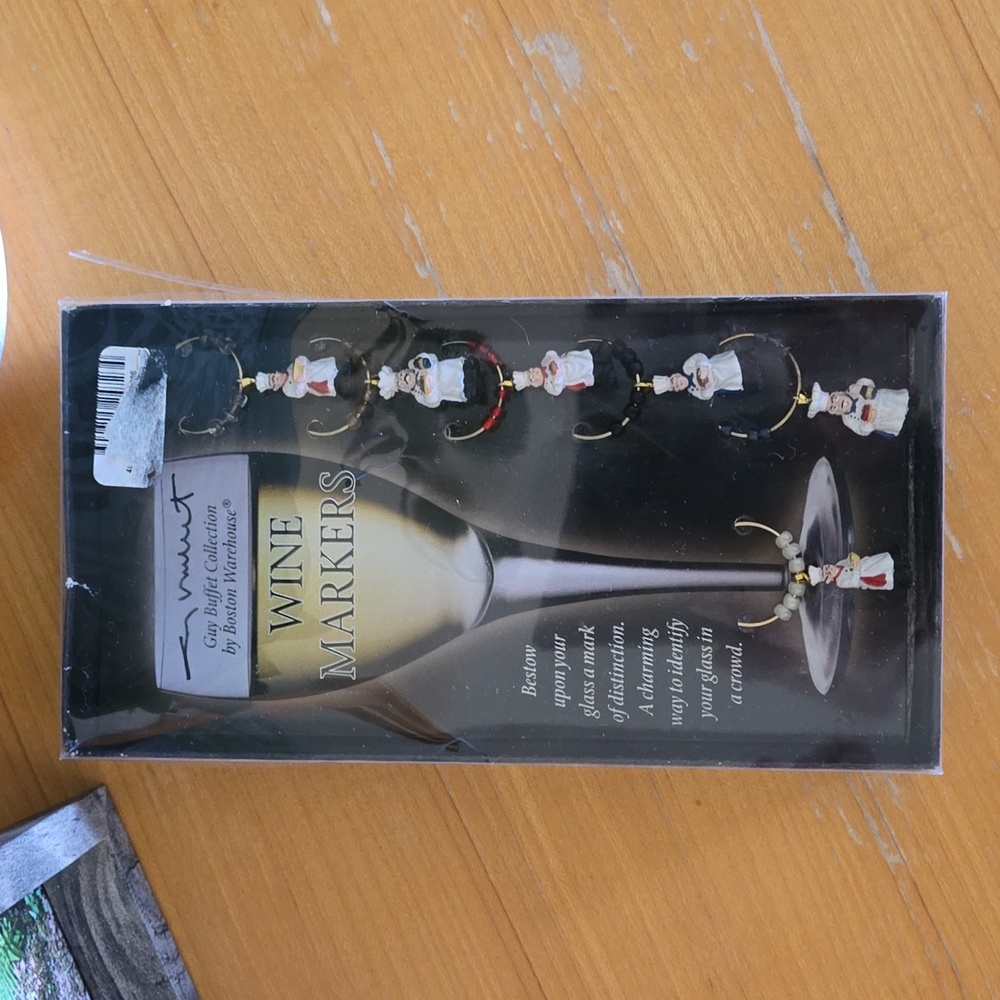 Guy Buffet Collection
by Boston Warehouse®
WINE
MARKERS
Bestow
upon your
glass a mark
of distinction.
A charming
way to identify
your glass in
a crowd.